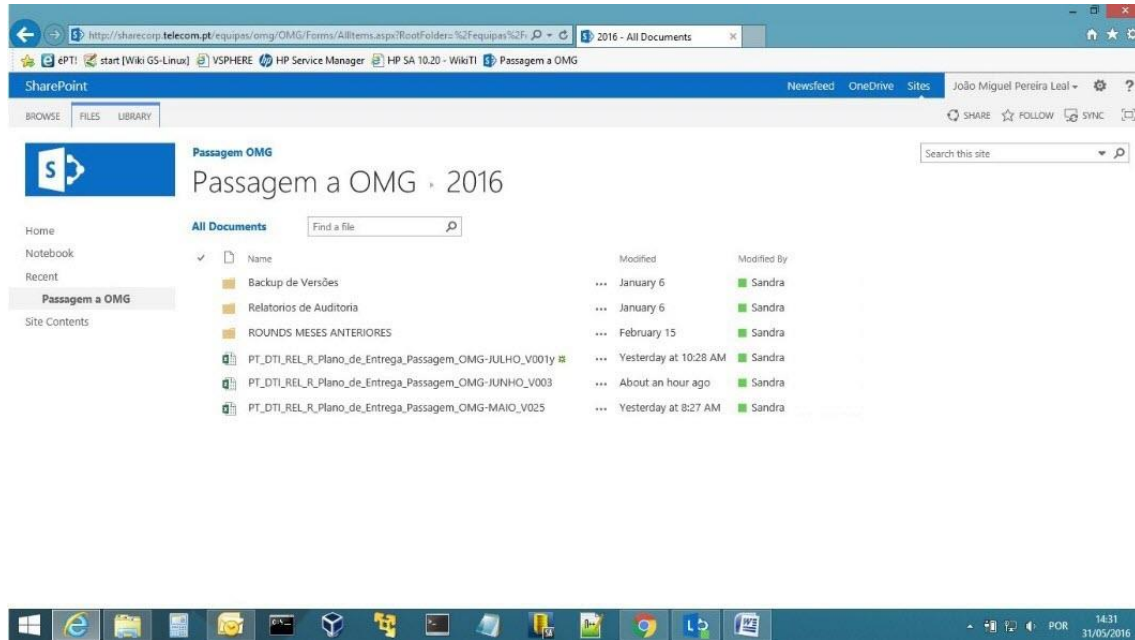 http://sharecorp.telecom.pt/equipas/omg/OMG/Forms/AllItems.aspx?RootFolder=%2Fequipas%2F
2016 - All Documents
ePT!
start [Wiki GS-Linux]
VSPHERE
HP Service Manager
HP SA 10.20 - WikiTI
Passagem a OMG
SharePoint
Newsfeed OneDrive Sites João Miguel Pereira Leal ?
BROWSE FILES LIBRARY
SHARE FOLLOW SYNC
Passagem OMG
Search this site
Passagem a OMG 2016
All Documents
Find a file
Home
Notebook
Recent
Passagem a OMG
Site Contents
Name Modified Modified By
Backup de Versões ... January 6 Sandra
Relatorios de Auditoria ... January 6 Sandra
ROUNDS MESES ANTERIORES ... February 15 Sandra
PT_DTI_REL_R_Plano_de_Entrega_Passagem_OMG-JULHO_V001y ... Yesterday at 10:28 AM Sandra
PT_DTI_REL_R_Plano_de_Entrega_Passagem_OMG-JUNHO_V003 ... About an hour ago Sandra
PT_DTI_REL_R_Plano_de_Entrega_Passagem_OMG-MAIO_V025 ... Yesterday at 8:27 AM Sandra
POR
14:31
31/05/2016